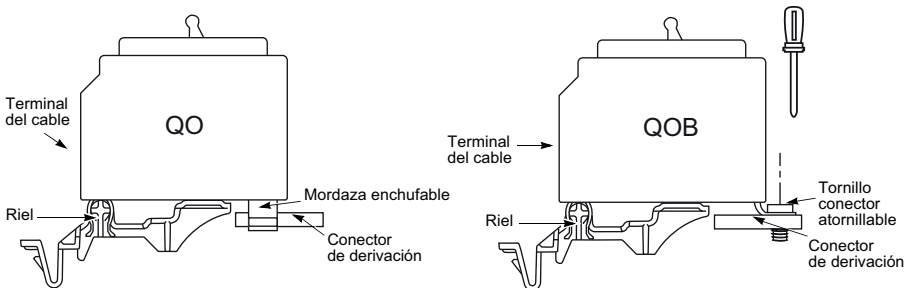 QO
Terminal
del cable
Mordaza enchufable
Riel
Conector
de derivación
QOB
Terminal
del cable
Tornillo
conector
atornillable
Riel
Conector
de derivación